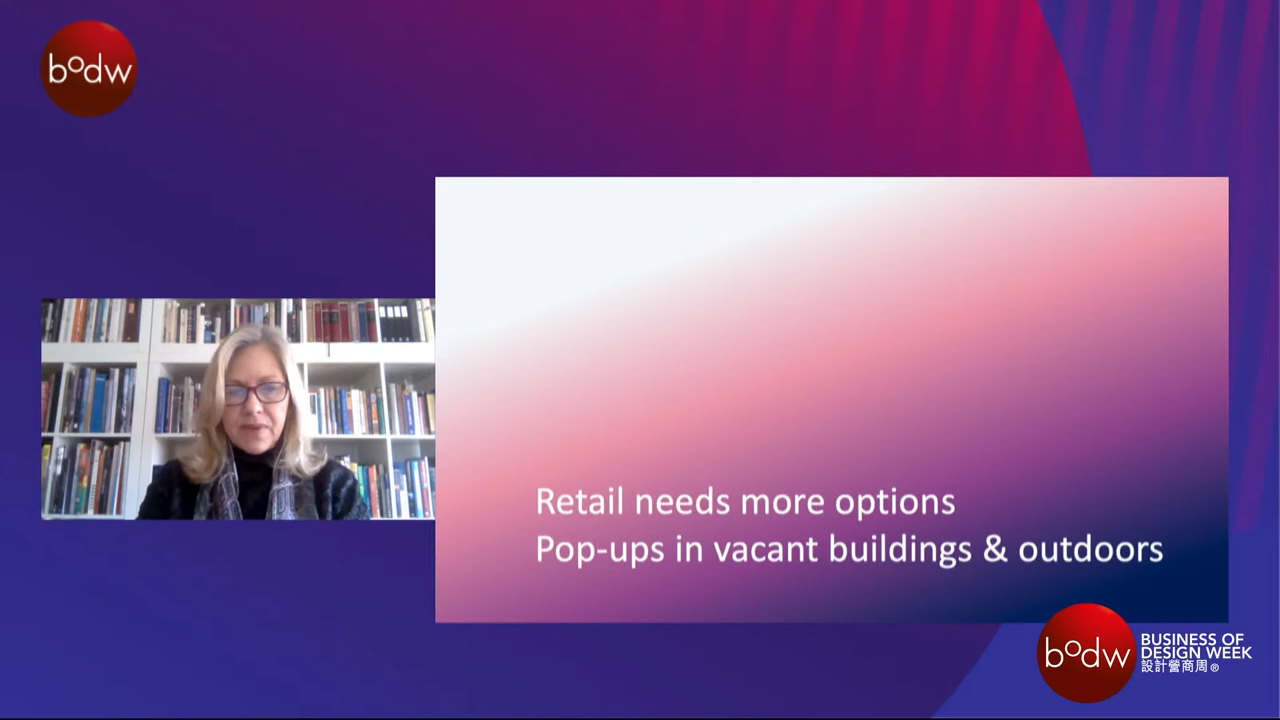 bodw
Retail needs more options
Pop-ups in vacant buildings & outdoors
bodw
BUSINESS OF
DESIGN WEEK
設計營商周®